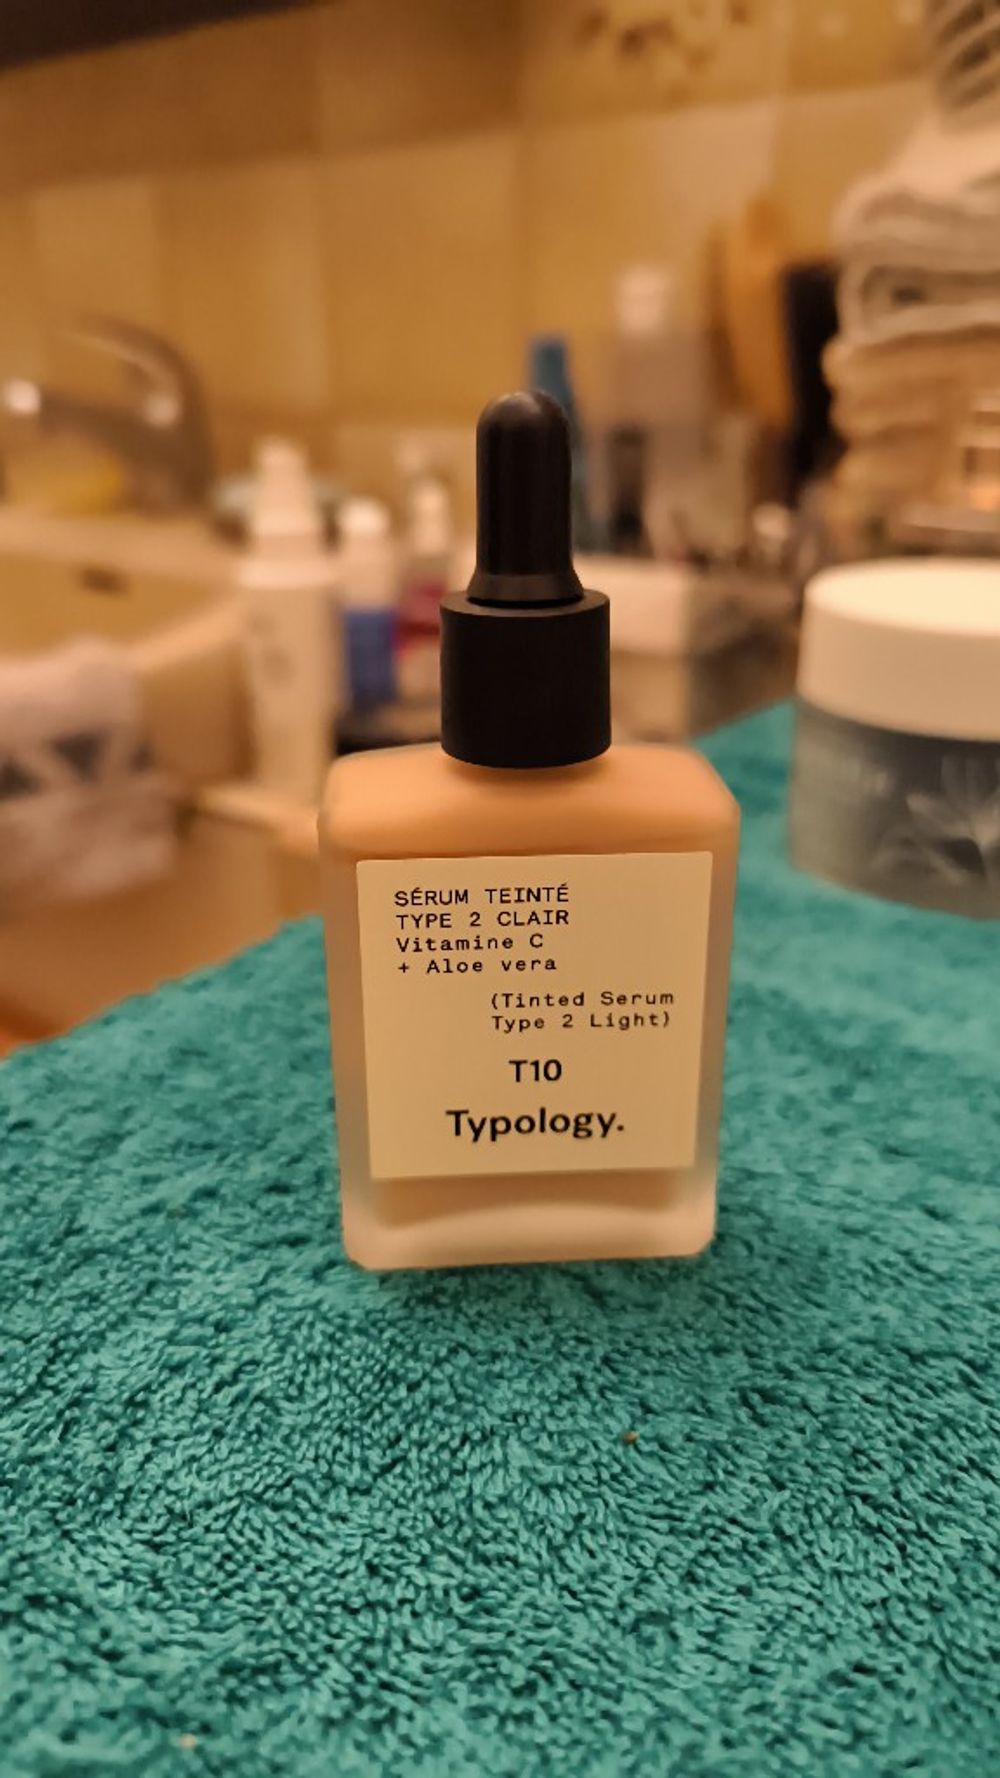 SÉRUM TEINTÉ
TYPE 2 CLAIR
Vitamine C
+ Aloe vera
(Tinted Serum
Type 2 Light)
T10
Typology.